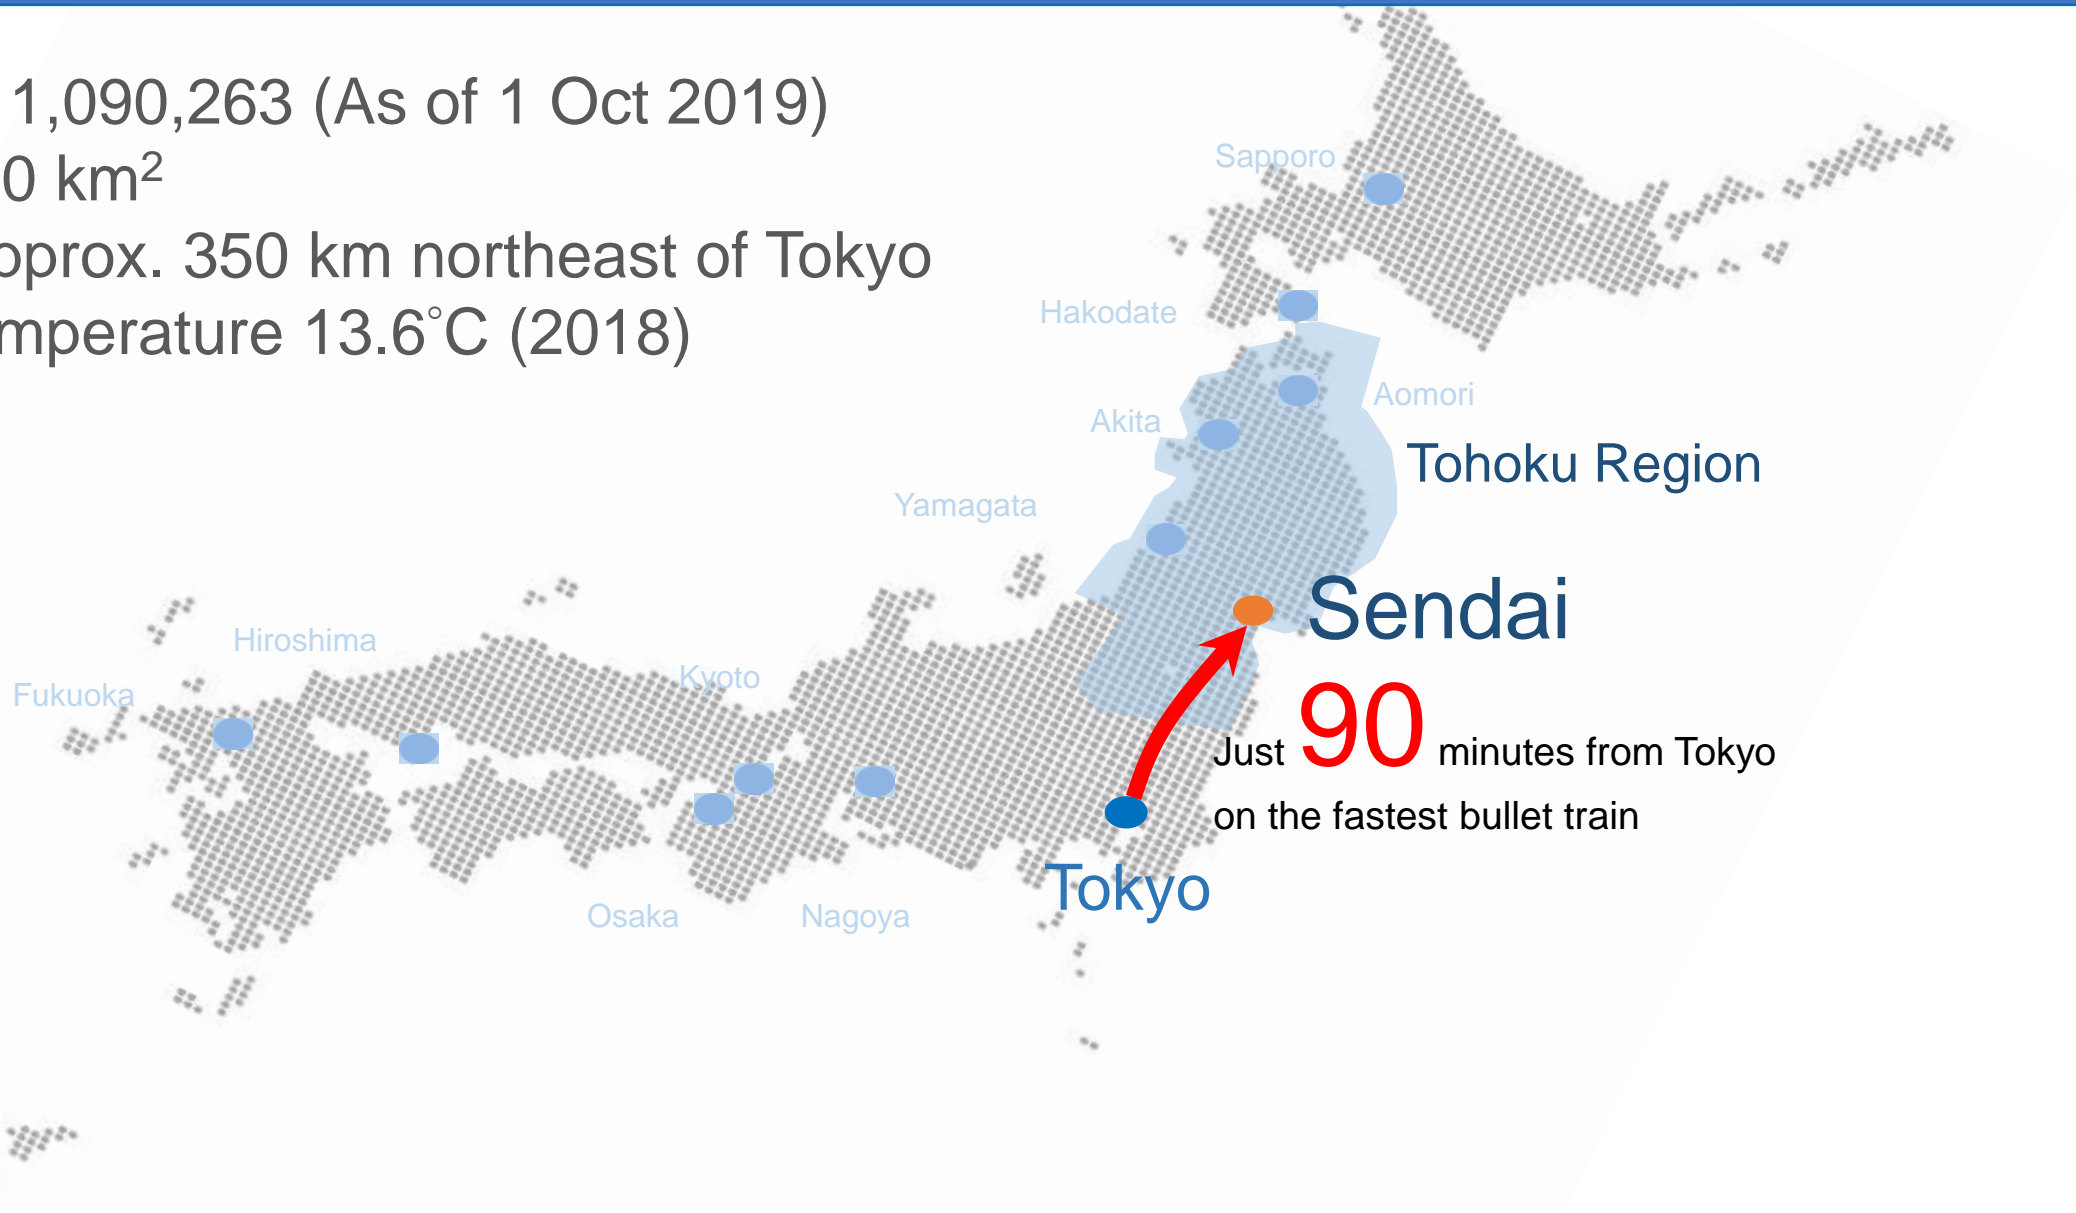 1,090,263 (As of 1 Oct 2019)
0 km²
pprox. 350 km northeast of Tokyo
mperature 13.6°C (2018)
Sapporo
Hakodate
Aomori
Akita
Tohoku Region
Yamagata
Sendai
Hiroshima
Kyoto
Fukuoka
Just 90 minutes from Tokyo
on the fastest bullet train
Tokyo
Osaka
Nagoya